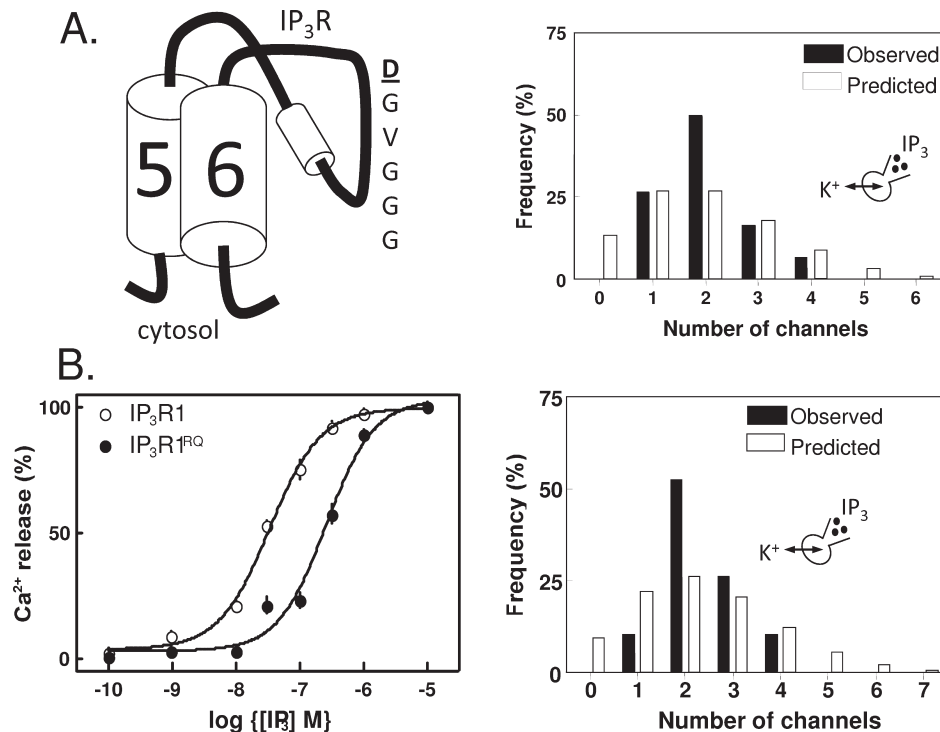 A.
IP3R
5 6
D
G
V
G
G
G
cytosol
75
50
25
0
Frequency (%)
Observed
Predicted
IP3
K+
0 1 2 3 4 5 6
Number of channels
B.
100
50
0
Ca2+ release (%)
IP3R1
IP3R1RQ
-10 -9 -8 -7 -6 -5
log {[IP3] M}
75
50
25
0
Frequency (%)
Observed
Predicted
IP3
K+
0 1 2 3 4 5 6 7
Number of channels